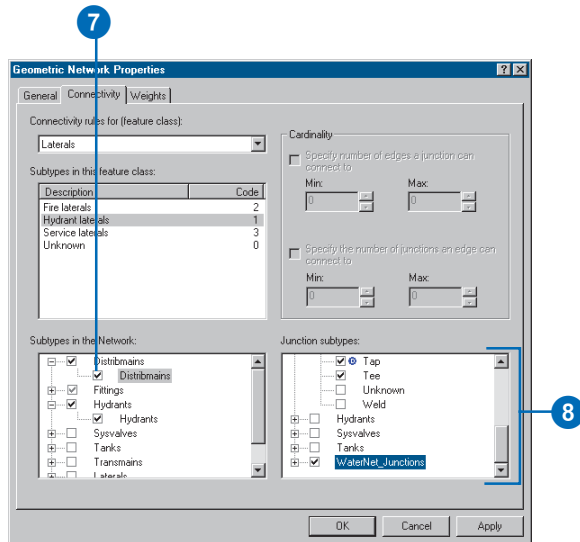 7
Geometric Network Properties
General Connectivity Weights
Connectivity rules for (feature class):
Laterals
Subtypes in this feature class:
Description Code
Fire laterals 2
Hydrant laterals 1
Service laterals 3
Unknown 0
Cardinality
Specify number of edges a junction can
connect to
Min: Max:
0 0
Specify the number of junctions an edge can
connect to
Min: Max:
0 0
Subtypes in the Network:
Distribmains
Distribmains
Fittings
Hydrants
Hydrants
Sysvalves
Tanks
Transmains
Laterals
Junction subtypes:
Tap
Tee
Unknown
Weld
Hydrants
Sysvalves
Tanks
WaterNet_Junctions
8
OK Cancel Apply